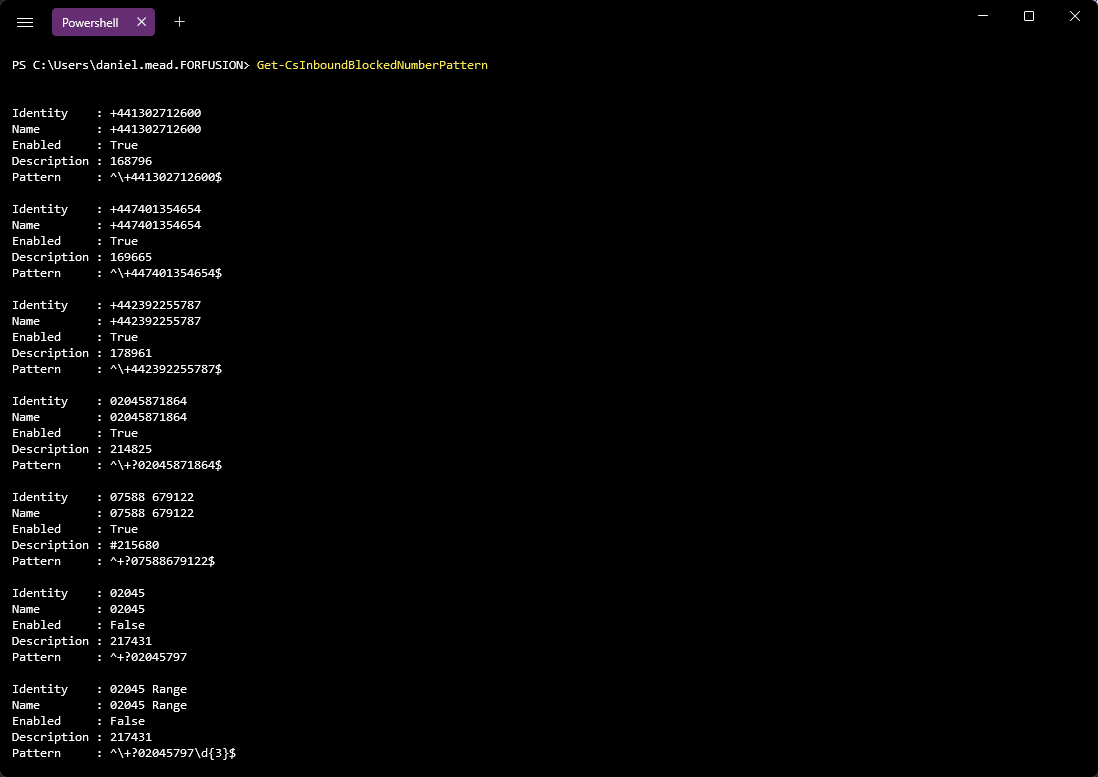 Powershell
PS C:\Users\daniel.mead.FORFUSION> Get-CsInboundBlockedNumberPattern
Identity : +441302712600
Name : +441302712600
Enabled : True
Description : 168796
Pattern : ^\+441302712600$
Identity : +447401354654
Name : +447401354654
Enabled : True
Description : 169665
Pattern : ^\+447401354654$
Identity : +442392255787
Name : +442392255787
Enabled : True
Description : 178961
Pattern : ^\+442392255787$
Identity : 02045871864
Name : 02045871864
Enabled : True
Description : 214825
Pattern : ^\+?02045871864$
Identity : 07588 679122
Name : 07588 679122
Enabled : True
Description : #215680
Pattern : ^+?07588679122$
Identity : 02045
Name : 02045
Enabled : False
Description : 217431
Pattern : ^+?02045797
Identity : 02045 Range
Name : 02045 Range
Enabled : False
Description : 217431
Pattern : ^\+?02045797\d{3}$